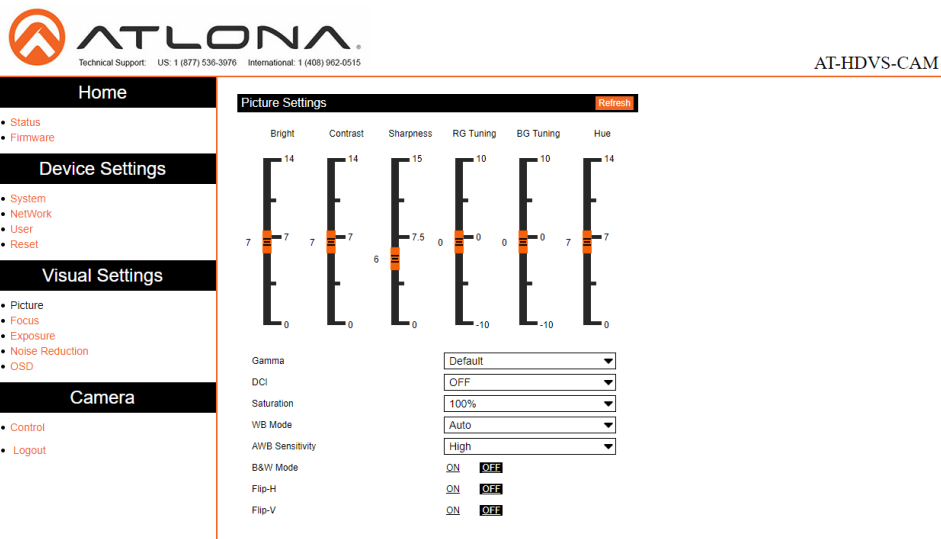 ATLONA®
Technical Support: US: 1 (877) 536-3976 International: 1 (408) 962-0515
AT-HDVS-CAM
Home
Status
Firmware
Device Settings
System
NetWork
User
Reset
Visual Settings
Picture
Focus
Exposure
Noise Reduction
OSD
Camera
Control
Logout
Picture Settings Refresh
Bright Contrast Sharpness RG Tuning BG Tuning Hue
14 14 15 10 10 14
7 7 7 7 7.5 0 0 0 0 7 7
6
0 0 0 -10 -10 0
Gamma Default
DCI OFF
Saturation 100%
WB Mode Auto
AWB Sensitivity High
B&W Mode ON OFF
Flip-H ON OFF
Flip-V ON OFF